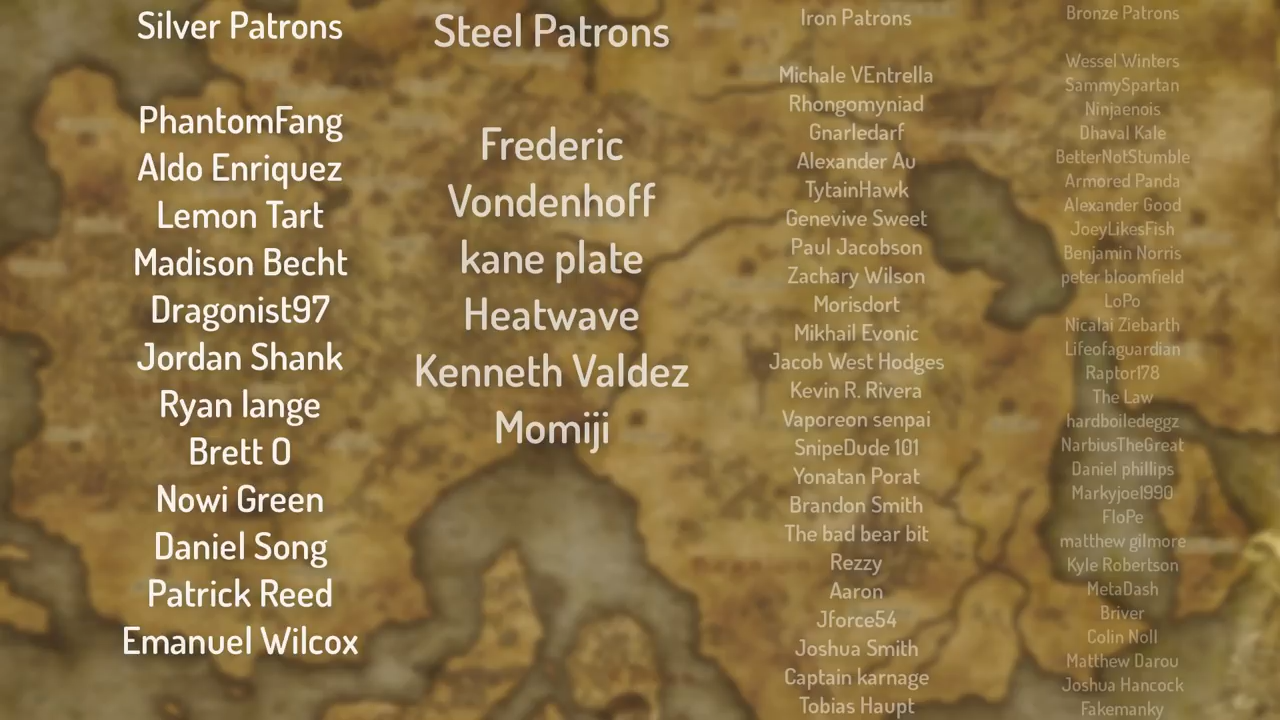 Silver Patrons
PhantomFang
Aldo Enriquez
Lemon Tart
Madison Becht
Dragonist97
Jordan Shank
Ryan lange
Brett O
Nowi Green
Daniel Song
Patrick Reed
Emanuel Wilcox
Steel Patrons
Frederic
Vondenhoff
kane plate
Heatwave
Kenneth Valdez
Momiji
Iron Patrons
Michale VEntrella
Rhongomyniad
Gnarledarf
Alexander Au
TytainHawk
Genevive Sweet
Paul Jacobson
Zachary Wilson
Morisdort
Mikhail Evonic
Jacob West Hodges
Kevin R. Rivera
Vaporeon senpai
SnipeDude 101
Yonatan Porat
Brandon Smith
The bad bear bit
Rezzy
Aaron
Jforce54
Joshua Smith
Captain karnage
Tobias Haupt
Bronze Patrons
Wessel Winters
SammySpartan
Ninjaenois
Dhaval Kale
BetterNotStumble
Armored Panda
Alexander Good
JoeyLikesFish
Benjamin Norris
peter bloomfield
LoPo
Nicalai Ziebarth
Lifeofaguardian
Raptor178
The Law
hardboiledeggz
NarbiusTheGreat
Daniel phillips
Markyjoe1990
FloPe
matthew gilmore
Kyle Robertson
MetaDash
Briver
Colin Noll
Matthew Darou
Joshua Hancock
Fakemanky